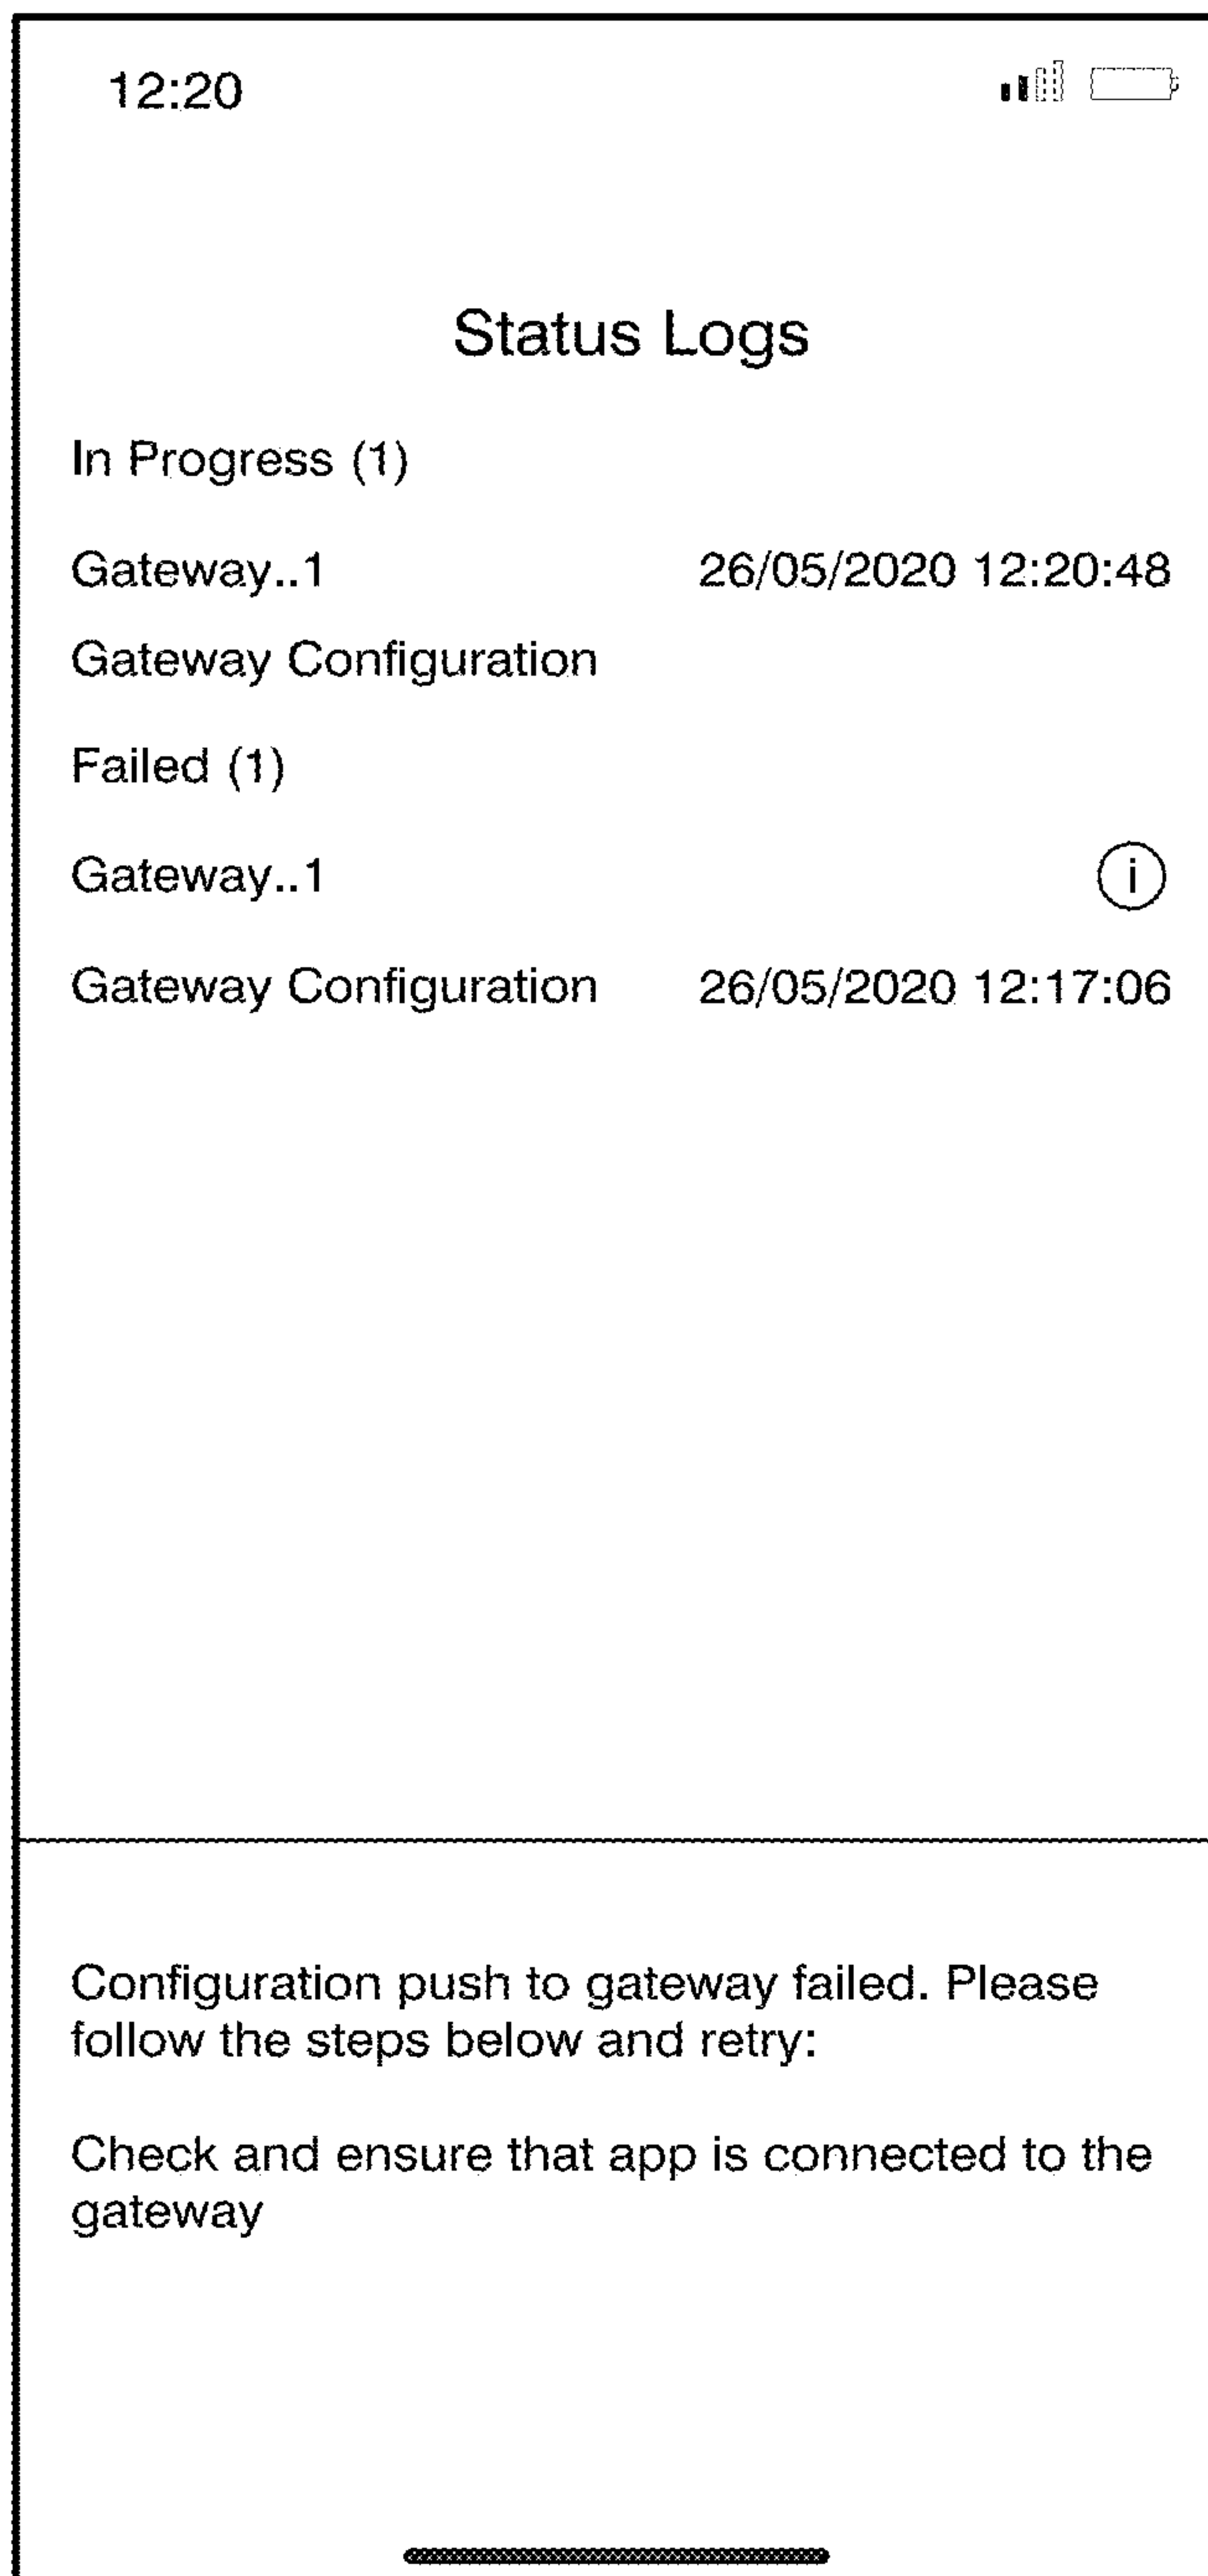 12:20
Status Logs
In Progress (1)
Gateway..1 26/05/2020 12:20:48
Gateway Configuration
Failed (1)
Gateway..1 i
Gateway Configuration 26/05/2020 12:17:06
Configuration push to gateway failed. Please
follow the steps below and retry:
Check and ensure that app is connected to the
gateway